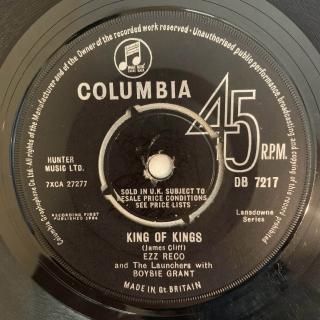 Columbia Graphophone Co. Ltd. All rights of the Manufacturer and of the Owner of the recorded work reserved · Unauthorised public performance, broadcasting and copying of this record prohibited
COLUMBIA
45
R.P.M.
HUNTER
MUSIC LTD.
7XCA 27277
DB 7217
SOLD IN U.K. SUBJECT TO
RESALE PRICE CONDITIONS,
SEE PRICE LISTS
RECORDING FIRST
PUBLISHED 1964
Lansdowne
Series
KING OF KINGS
(James Cliff)
EZZ RECO
and The Launchers with
BOYSIE GRANT
MADE IN Gt. BRITAIN